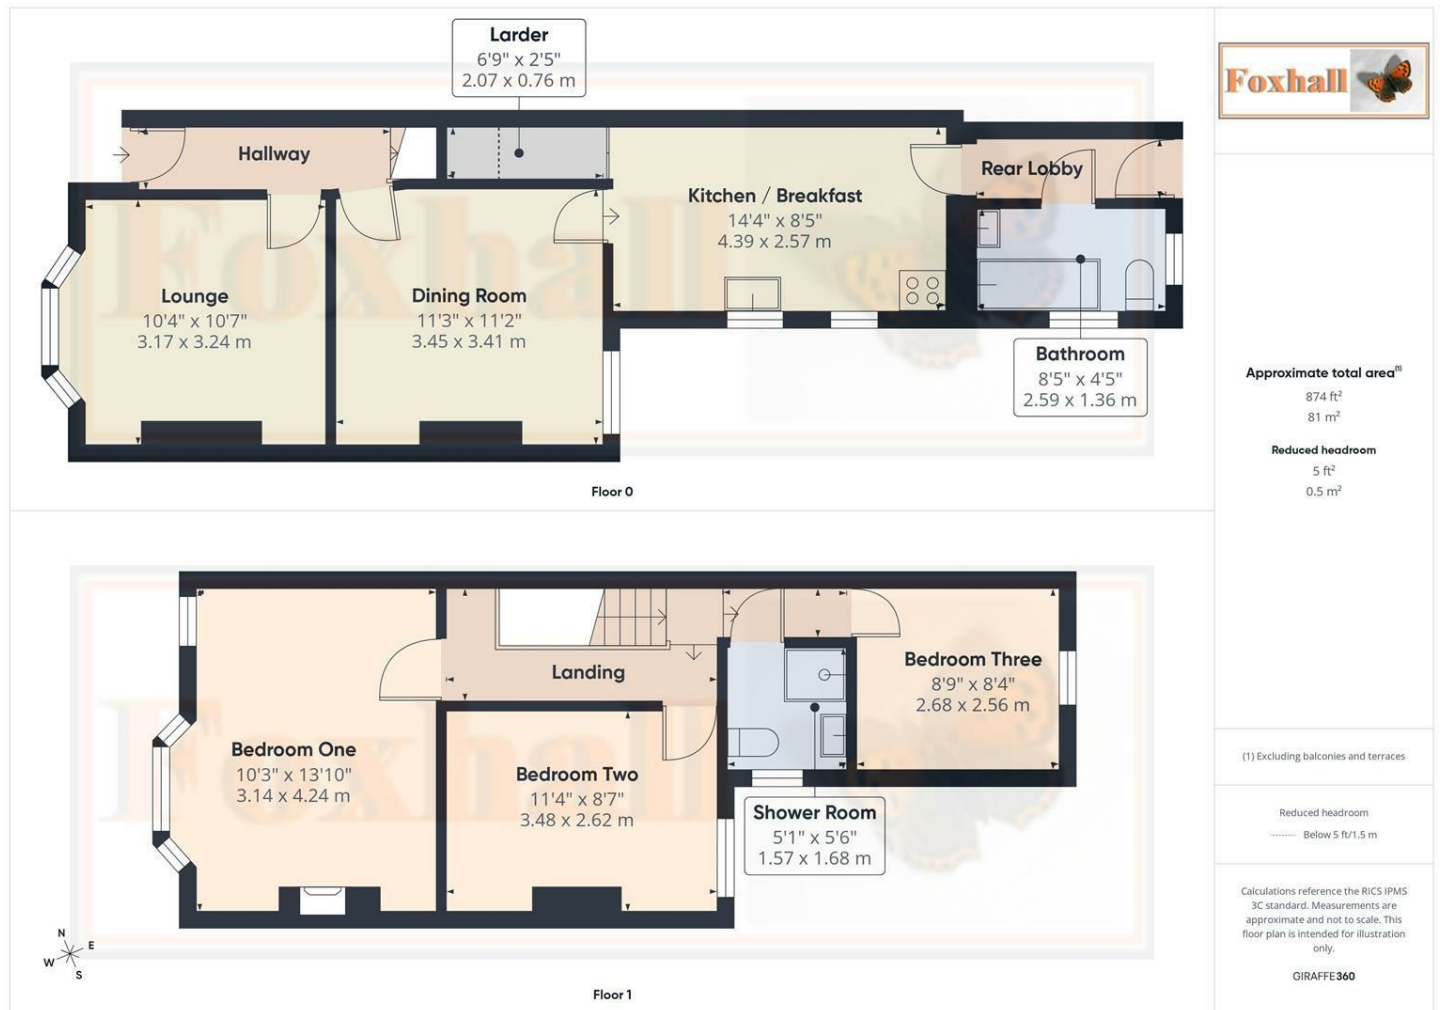 Larder
6'9" x 2'5"
2.07 x 0.76 m
Hallway
Rear Lobby
Kitchen / Breakfast
14'4" x 8'5"
4.39 x 2.57 m
Lounge
10'4" x 10'7"
3.17 x 3.24 m
Dining Room
11'3" x 11'2"
3.45 x 3.41 m
Bathroom
8'5" x 4'5"
2.59 x 1.36 m
Foxhall
Floor 0
Landing
Bedroom Three
8'9" x 8'4"
2.68 x 2.56 m
Bedroom One
10'3" x 13'10"
3.14 x 4.24 m
Bedroom Two
11'4" x 8'7"
3.48 x 2.62 m
Shower Room
5'1" x 5'6"
1.57 x 1.68 m
Foxhall
N
E
W
S
Floor 1
Foxhall
Approximate total area(1)
874 ft²
81 m²
Reduced headroom
5 ft²
0.5 m²
(1) Excluding balconies and terraces
Reduced headroom
Below 5 ft/1.5 m
Calculations reference the RICS IPMS
3C standard. Measurements are
approximate and not to scale. This
floor plan is intended for illustration
only.
GIRAFFE360